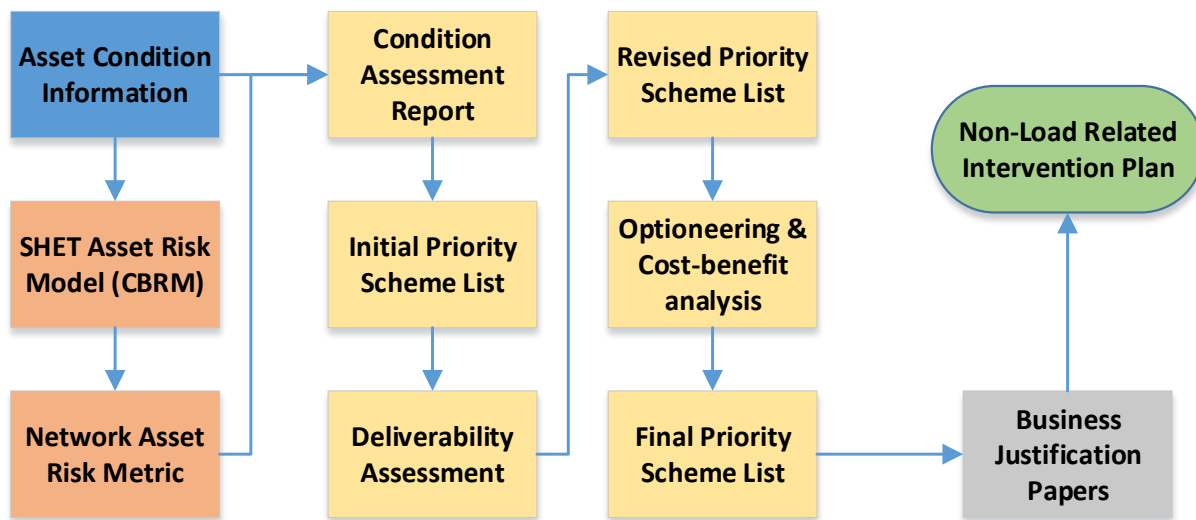 Asset Condition
Information
SHET Asset Risk
Model (CBRM)
Network Asset
Risk Metric
Condition
Assessment
Report
Initial Priority
Scheme List
Deliverability
Assessment
Revised Priority
Scheme List
Optioneering &
Cost-benefit
analysis
Final Priority
Scheme List
Business
Justification
Papers
Non-Load Related
Intervention Plan